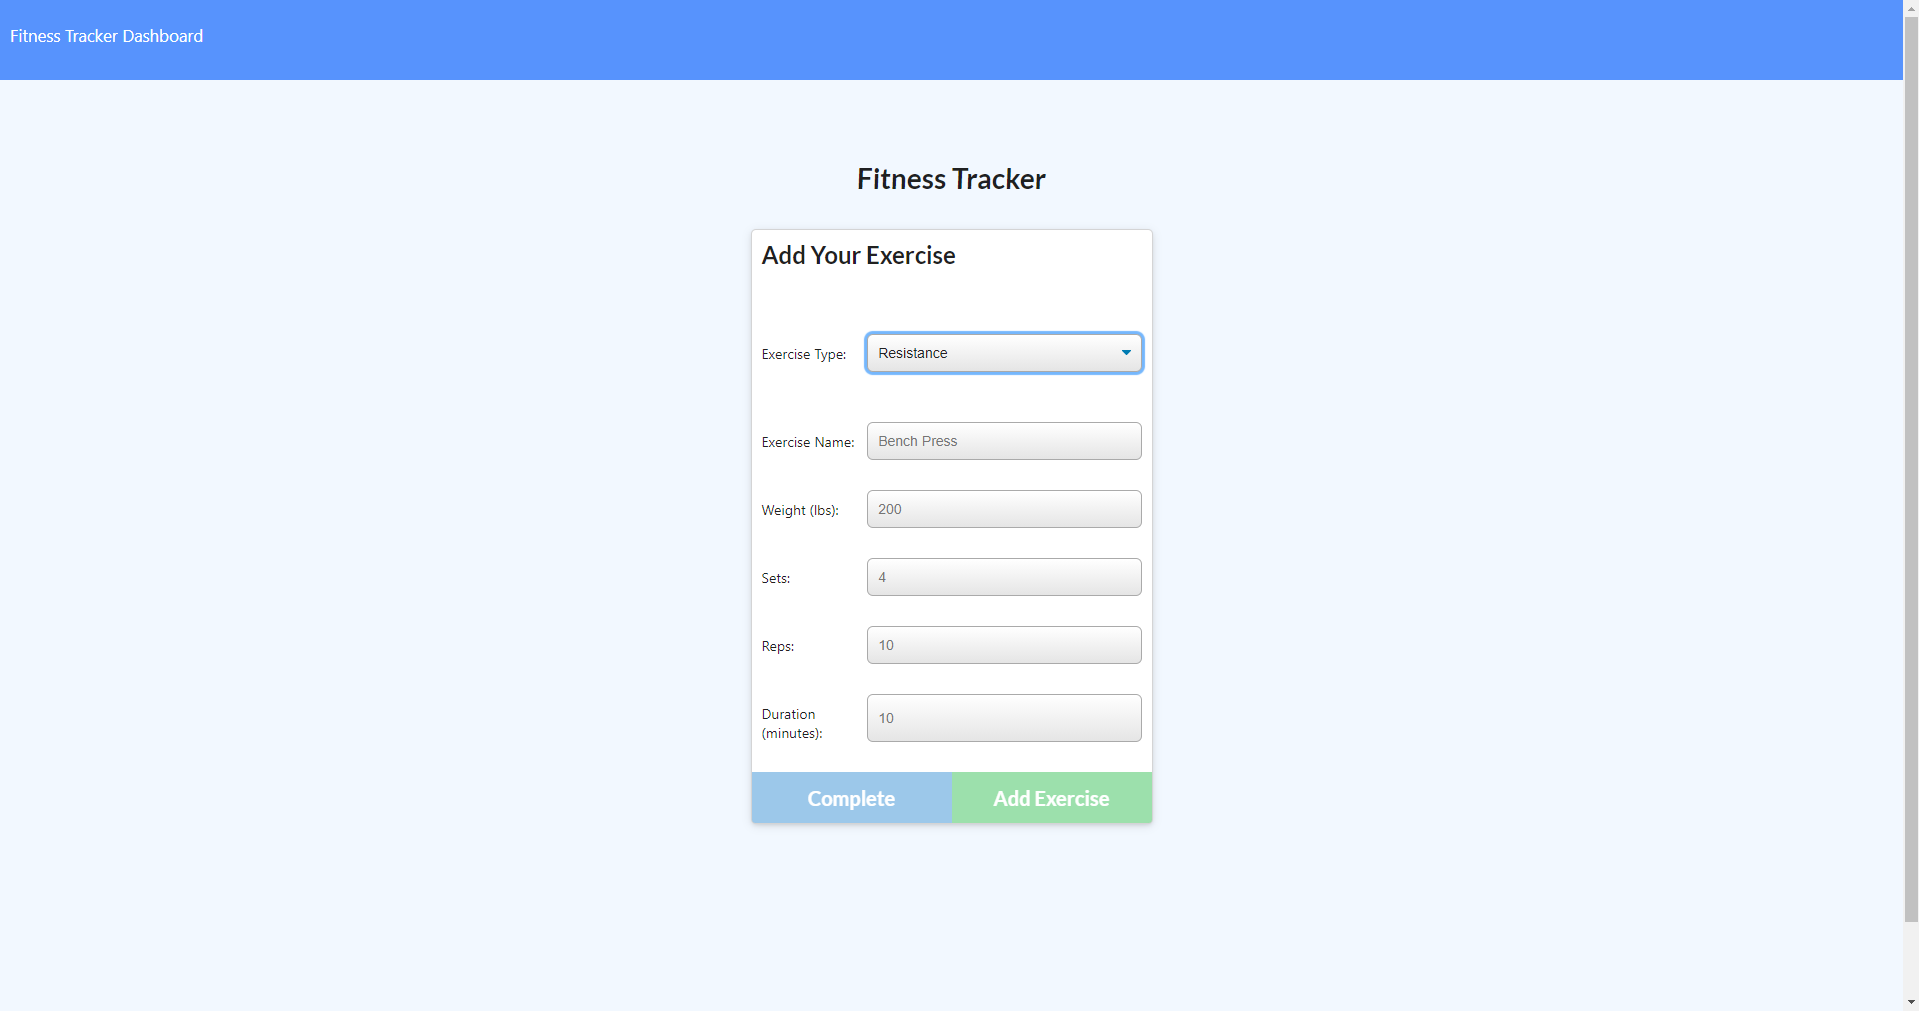 Fitness Tracker Dashboard
Fitness Tracker
Add Your Exercise
Exercise Type: Resistance
Exercise Name: Bench Press
Weight (lbs): 200
Sets: 4
Reps: 10
Duration (minutes): 10
Complete Add Exercise